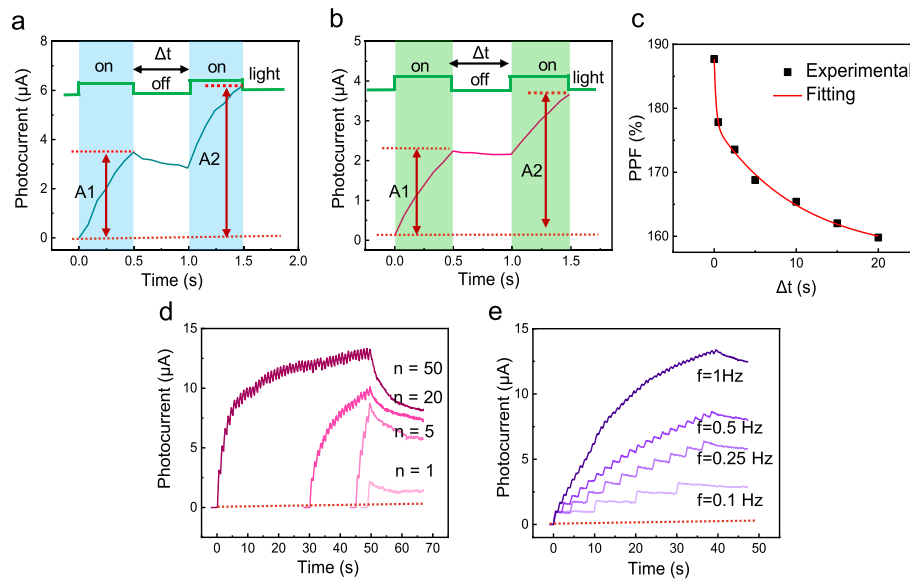 a
Photocurrent (μA)
8
6
4
2
0
on
Δt
off
on
light
A1
A2
0.0
0.5
1.0
1.5
2.0
Time (s)
b
Photocurrent (μA)
5
4
3
2
1
0
on
Δt
off
on
light
A1
A2
0.0
0.5
1.0
1.5
Time (s)
c
PPF (%)
190
180
170
160
Experimental
Fitting
0
10
20
Δt (s)
d
Photocurrent (μA)
15
10
5
0
n = 50
n = 20
n = 5
n = 1
0
10
20
30
40
50
60
70
Time (s)
e
Photocurrent (μA)
15
10
5
0
f=1Hz
f=0.5 Hz
f=0.25 Hz
f=0.1 Hz
0
10
20
30
40
50
Time (s)